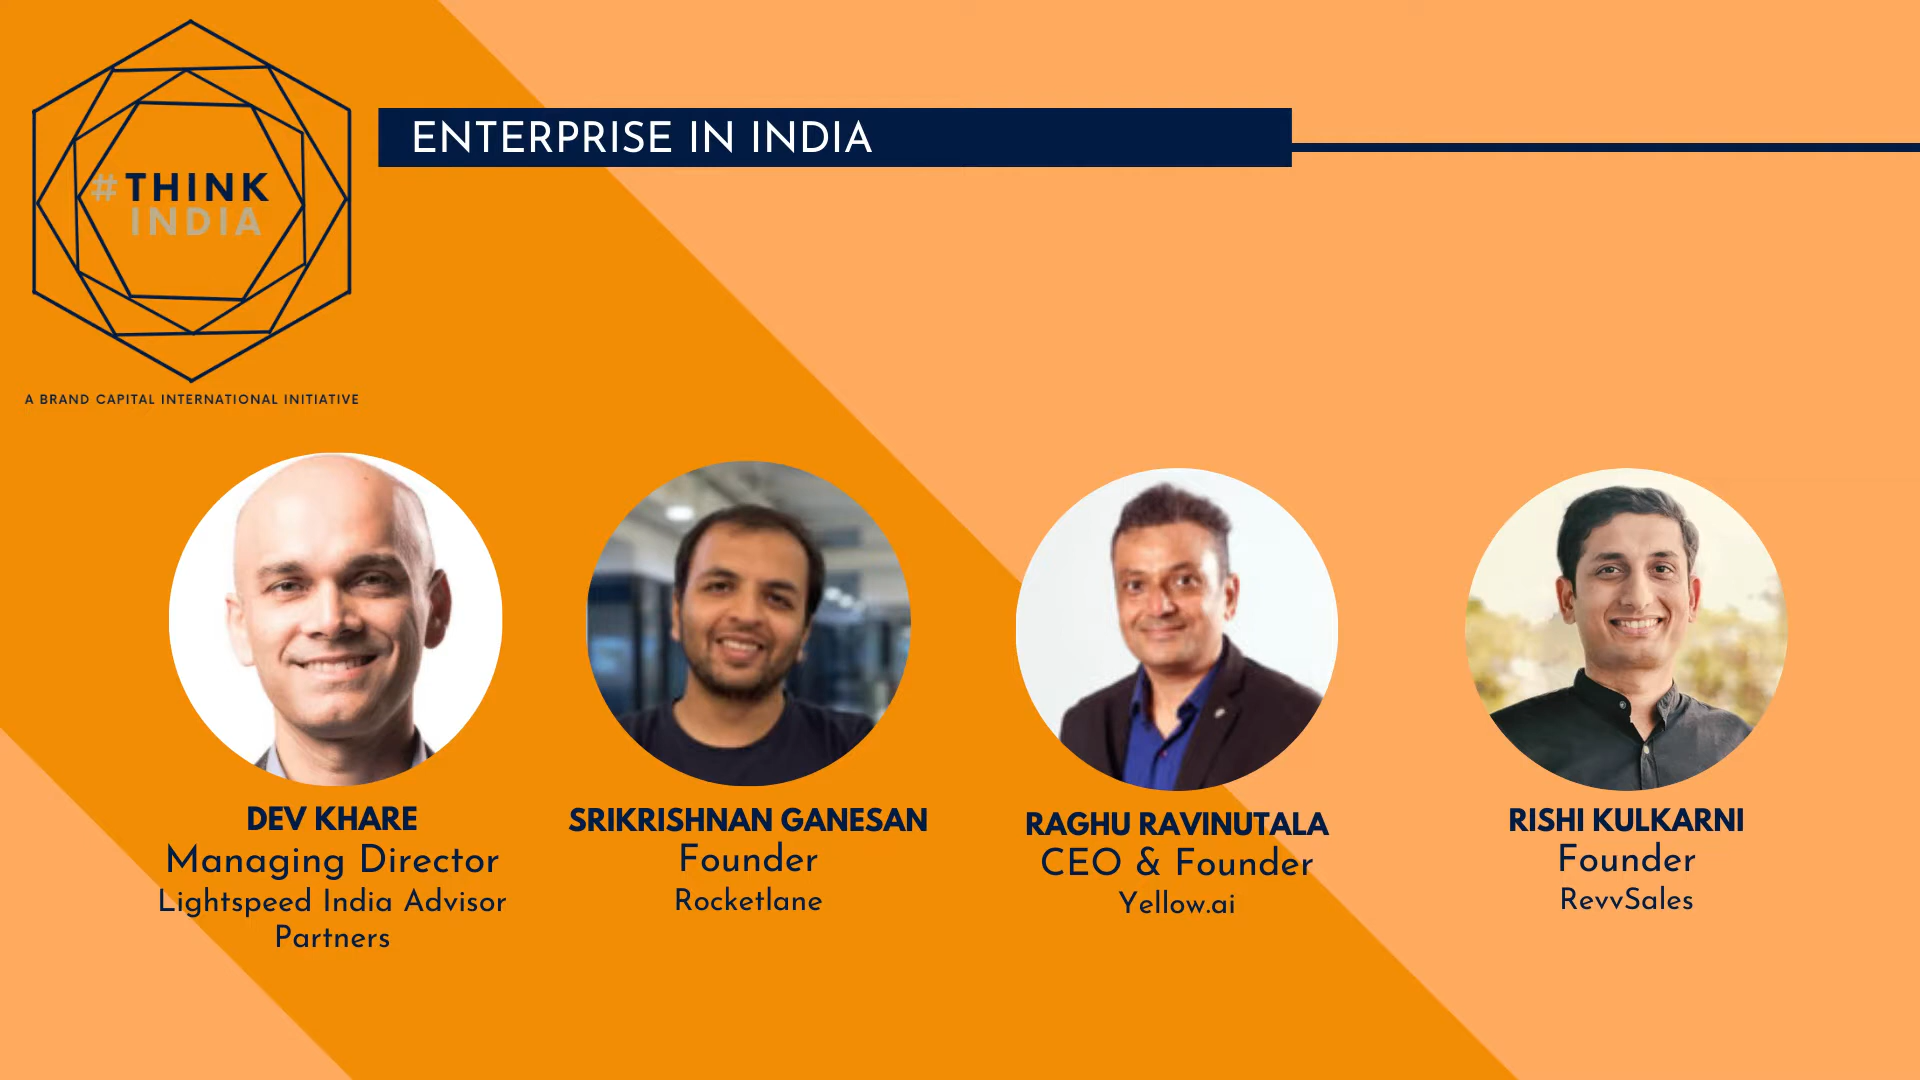 #THINK
INDIA
A BRAND CAPITAL INTERNATIONAL INITIATIVE
ENTERPRISE IN INDIA
DEV KHARE
Managing Director
Lightspeed India Advisor
Partners
SRIKRISHNAN GANESAN
Founder
Rocketlane
RAGHU RAVINUTALA
CEO & Founder
Yellow.ai
RISHI KULKARNI
Founder
RevvSales